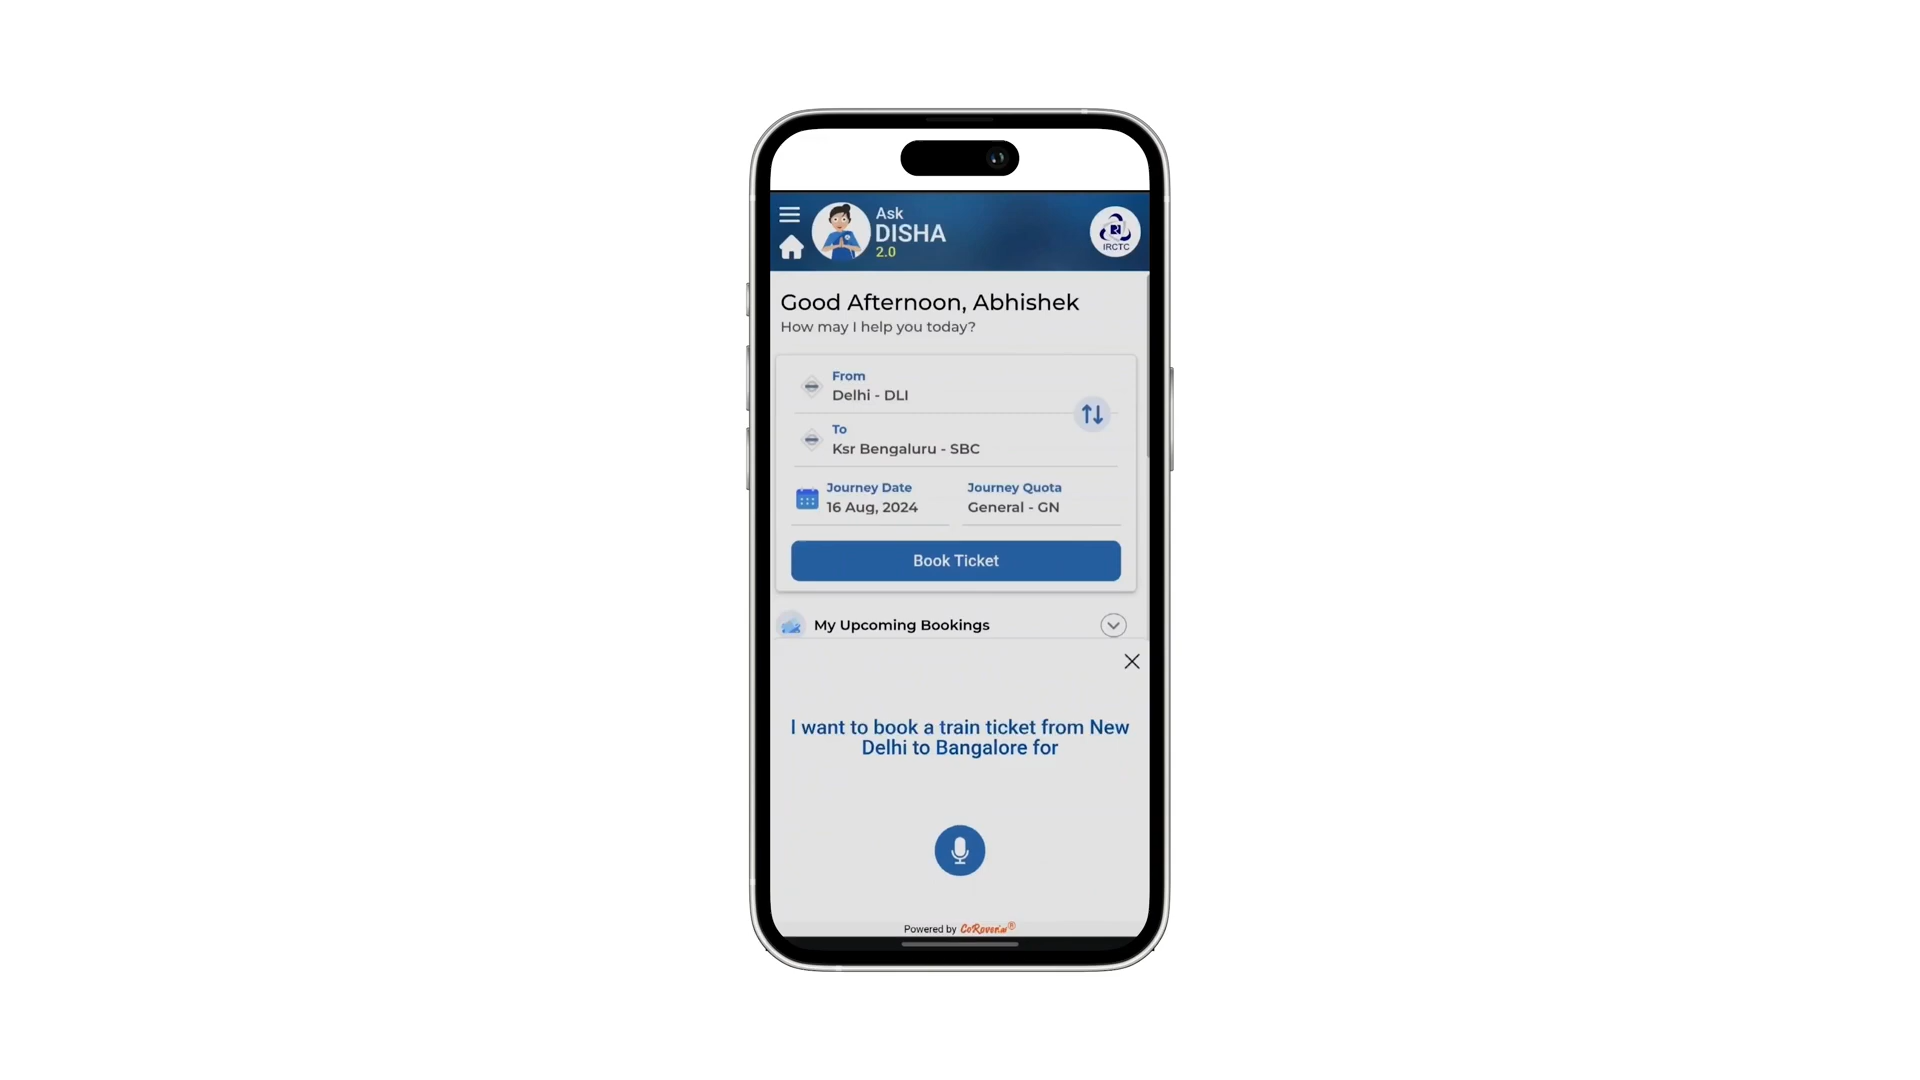 Ask
DISHA
2.0
IRCTC
Good Afternoon, Abhishek
How may I help you today?
From
Delhi - DLI
To
Ksr Bengaluru - SBC
Journey Date
16 Aug, 2024
Journey Quota
General - GN
Book Ticket
My Upcoming Bookings
I want to book a train ticket from New
Delhi to Bangalore for
Powered by CoRover.ai®